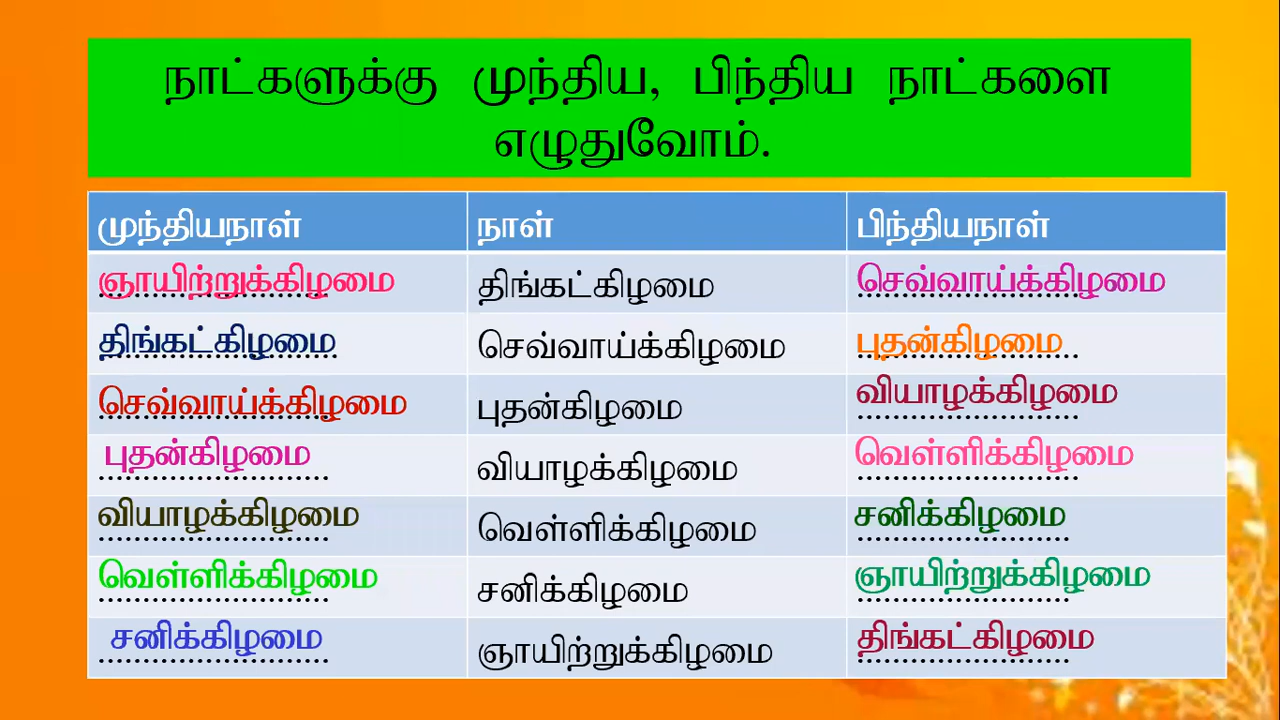 நாட்களுக்கு முந்திய, பிந்திய நாட்களை
எழுதுவோம்.
முந்தியநாள் நாள் பிந்தியநாள்
ஞாயிற்றுக்கிழமை திங்கட்கிழமை செவ்வாய்க்கிழமை
திங்கட்கிழமை செவ்வாய்க்கிழமை புதன்கிழமை
செவ்வாய்க்கிழமை புதன்கிழமை வியாழக்கிழமை
புதன்கிழமை வியாழக்கிழமை வெள்ளிக்கிழமை
வியாழக்கிழமை வெள்ளிக்கிழமை சனிக்கிழமை
வெள்ளிக்கிழமை சனிக்கிழமை ஞாயிற்றுக்கிழமை
சனிக்கிழமை ஞாயிற்றுக்கிழமை திங்கட்கிழமை